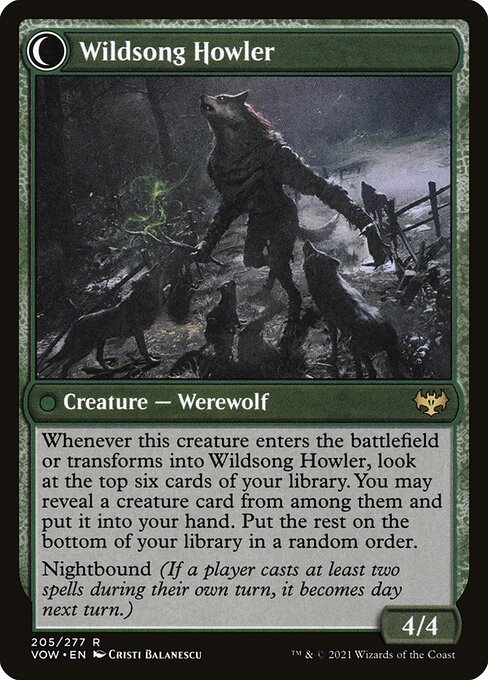 Wildsong Howler
Creature — Werewolf
Whenever this creature enters the battlefield
or transforms into Wildsong Howler, look
at the top six cards of your library. You may
reveal a creature card from among them and
put it into your hand. Put the rest on the
bottom of your library in a random order.
Nightbound (If a player casts at least two
spells during their own turn, it becomes day
next turn.)
4/4
205/277 R
VOW • EN Cristi Balanescu
™ & © 2021 Wizards of the Coast